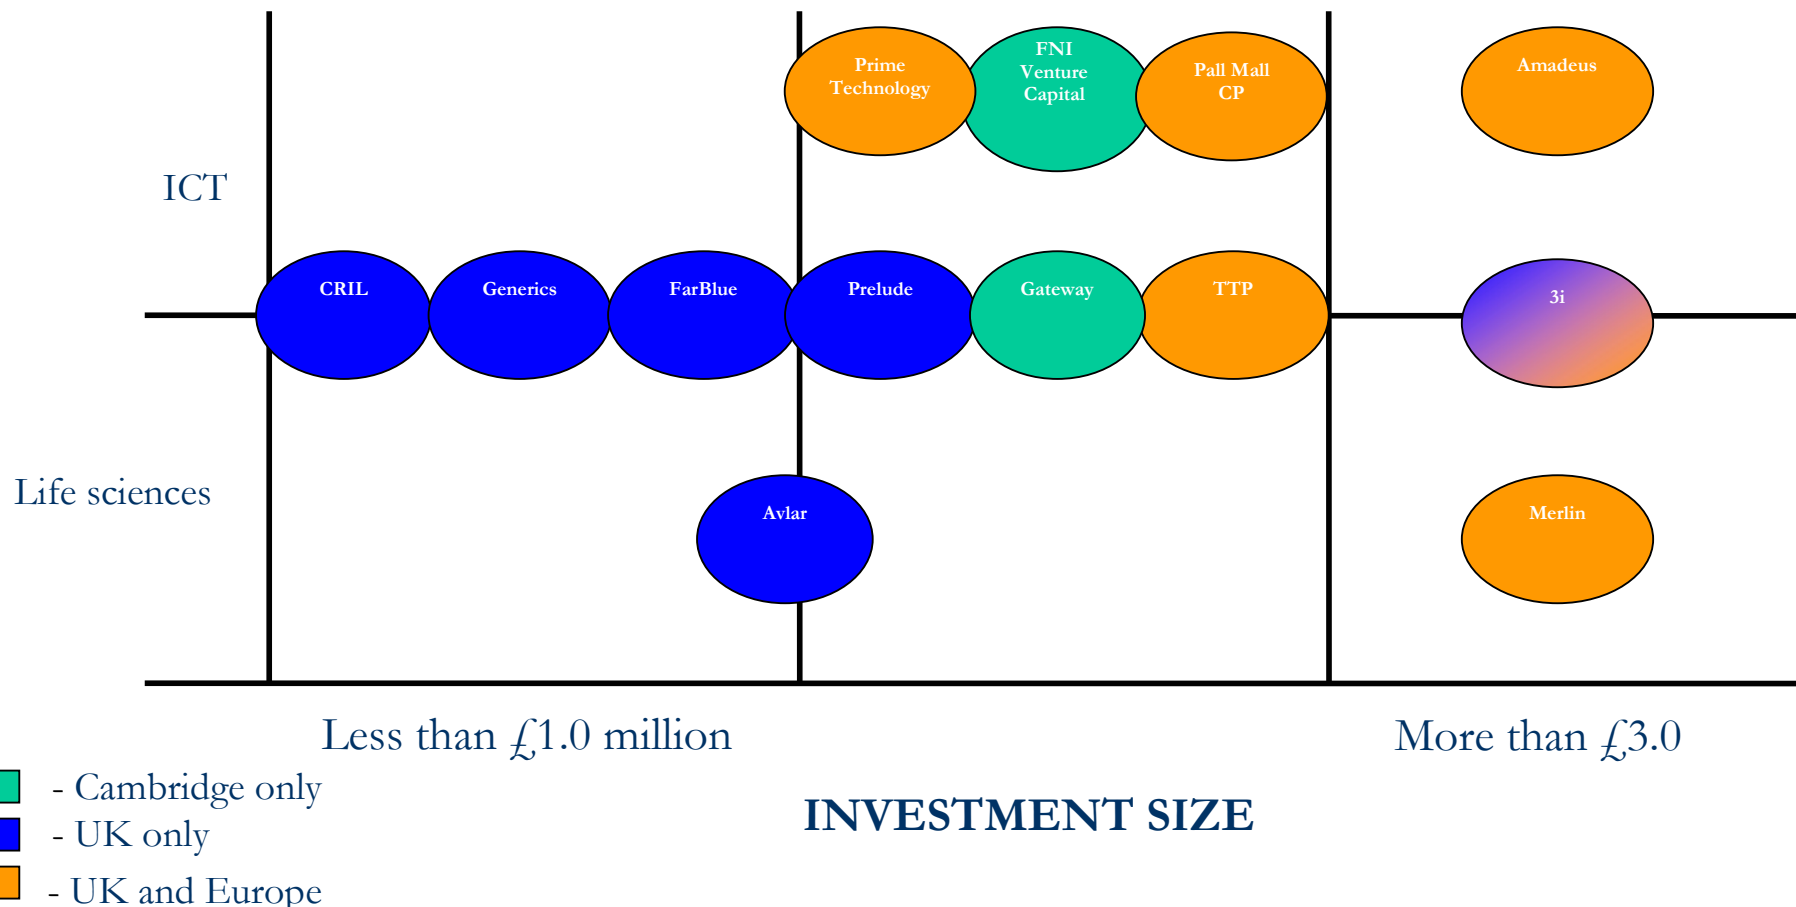 Prime
Technology
FNI
Venture
Capital
Pall Mall
CP
Amadeus
ICT
CRIL
Generics
FarBlue
Prelude
Gateway
TTP
3i
Life sciences
Avlar
Merlin
Less than £1.0 million
More than £3.0
- Cambridge only
INVESTMENT SIZE
- UK only
- UK and Europe